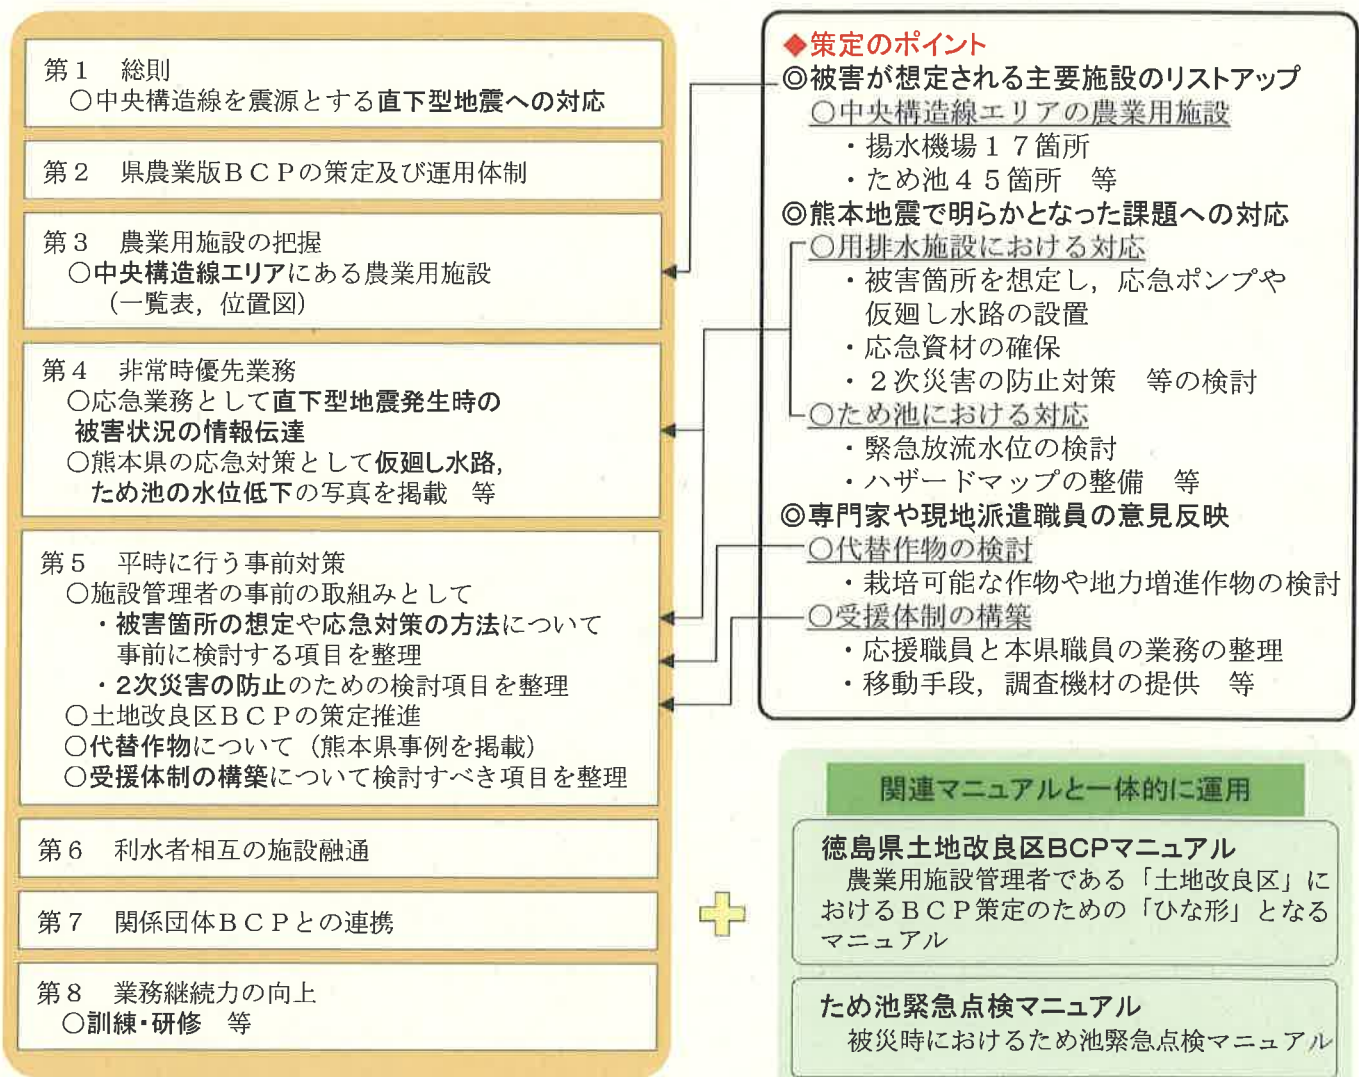 第１　総則
○中央構造線を震源とする直下型地震への対応
第２　県農業版ＢＣＰの策定及び運用体制
第３　農業用施設の把握
○中央構造線エリアにある農業用施設
（一覧表，位置図）
第４　非常時優先業務
○応急業務として直下型地震発生時の
被害状況の情報伝達
○熊本県の応急対策として仮廻し水路，
ため池の水位低下の写真を掲載　等
第５　平時に行う事前対策
○施設管理者の事前の取組みとして
・被害箇所の想定や応急対策の方法について
事前に検討する項目を整理
・2次災害の防止のための検討項目を整理
○土地改良区ＢＣＰの策定推進
○代替作物について（熊本県事例を掲載）
○受援体制の構築について検討すべき項目を整理
第６　利水者相互の施設融通
第７　関係団体ＢＣＰとの連携
第８　業務継続力の向上
○訓練・研修　等
◆策定のポイント
◎被害が想定される主要施設のリストアップ
○中央構造線エリアの農業用施設
・揚水機場１７箇所
・ため池４５箇所　等
◎熊本地震で明らかとなった課題への対応
○用排水施設における対応
・被害箇所を想定し，応急ポンプや
仮廻し水路の設置
・応急資材の確保
・２次災害の防止対策　等の検討
○ため池における対応
・緊急放流水位の検討
・ハザードマップの整備　等
◎専門家や現地派遣職員の意見反映
○代替作物の検討
・栽培可能な作物や地力増進作物の検討
○受援体制の構築
・応援職員と本県職員の業務の整理
・移動手段，調査機材の提供　等
関連マニュアルと一体的に運用
徳島県土地改良区BCPマニュアル
農業用施設管理者である「土地改良区」に
おけるＢＣＰ策定のための「ひな形」となる
マニュアル
ため池緊急点検マニュアル
被災時におけるため池緊急点検マニュアル